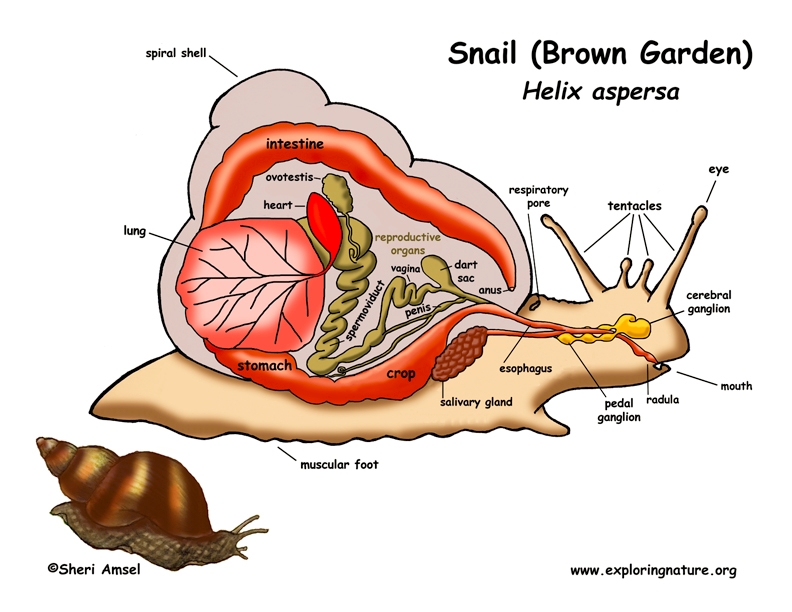 Snail (Brown Garden)
Helix aspersa
spiral shell
intestine
ovotestis
heart
lung
reproductive
organs
vagina
dart
sac
anus
penis
spermoviduct
respiratory
pore
tentacles
eye
cerebral
ganglion
stomach
crop
esophagus
salivary gland
pedal
ganglion
radula
mouth
muscular foot
©Sheri Amsel
www.exploringnature.org